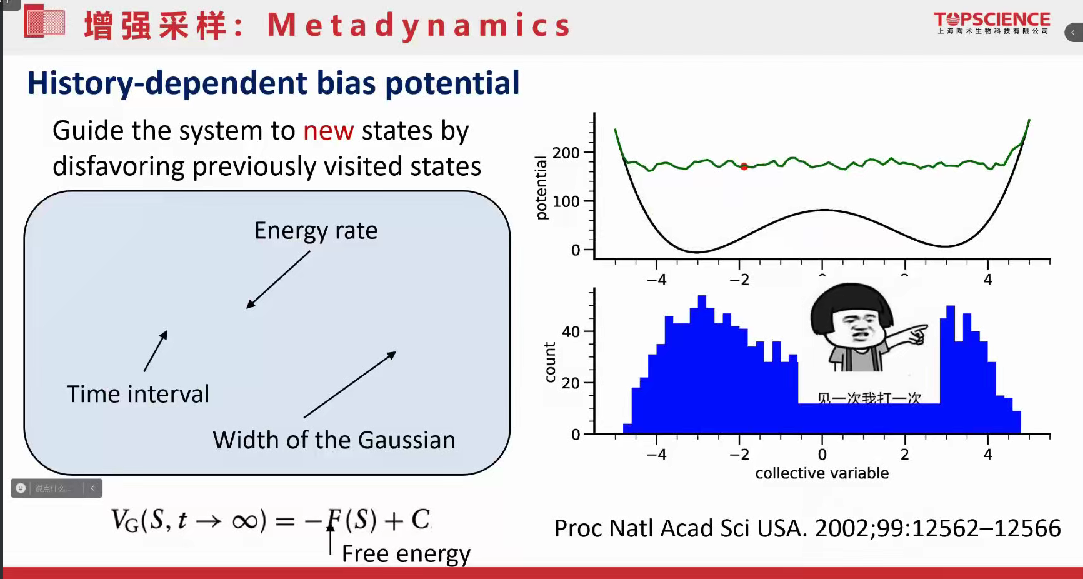 增强采样：Metadynamics
TOPSCIENCE
上海陶术生物科技有限公司
History-dependent bias potential
Guide the system to new states by
disfavoring previously visited states
Energy rate
Time interval
Width of the Gaussian
V_G(S, t → ∞) = −F(S) + C
Free energy
potential
200
100
0
−4 −2 0 2 4
count
40
20
0
见一次我打一次
−4 −2 0 2 4
collective variable
Proc Natl Acad Sci USA. 2002;99:12562–12566